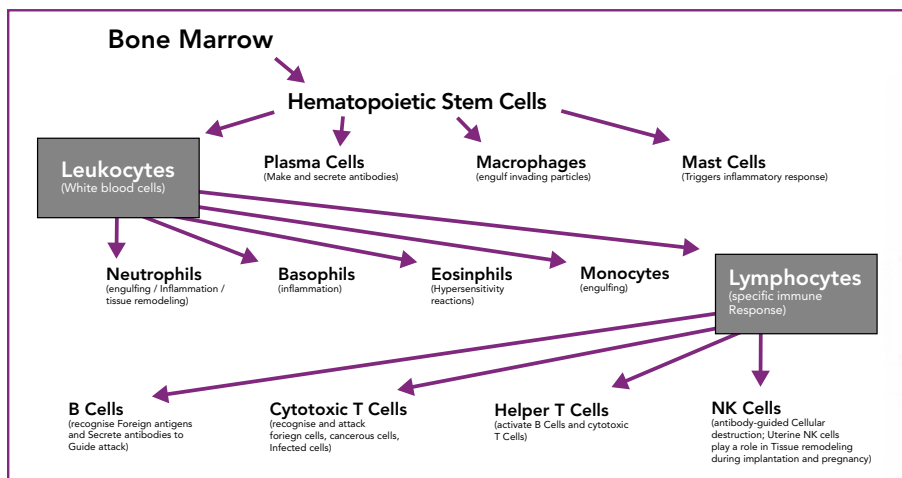 Bone Marrow
Hematopoietic Stem Cells
Leukocytes
(White blood cells)
Plasma Cells
(Make and secrete antibodies)
Macrophages
(engulf invading particles)
Mast Cells
(Triggers inflammatory response)
Neutrophils
(engulfing / Inflammation /
tissue remodeling)
Basophils
(inflammation)
Eosinphils
(Hypersensitivity
reactions)
Monocytes
(engulfing)
Lymphocytes
(specific immune
Response)
B Cells
(recognise Foreign antigens
and Secrete antibodies to
Guide attack)
Cytotoxic T Cells
(recognise and attack
foriegn cells, cancerous cells,
Infected cells)
Helper T Cells
(activate B Cells and cytotoxic
T Cells)
NK Cells
(antibody-guided Cellular
destruction; Uterine NK cells
play a role in Tissue remodeling
during implantation and pregnancy)